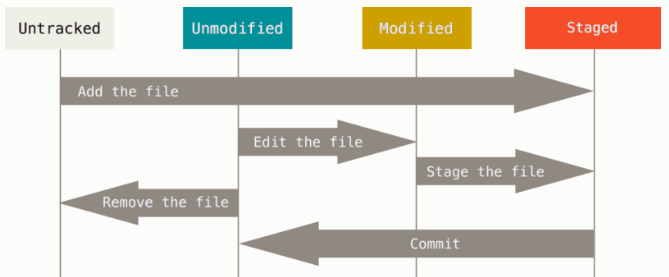 Untracked
Unmodified
Modified
Staged
Add the file
Edit the file
Stage the file
Remove the file
Commit